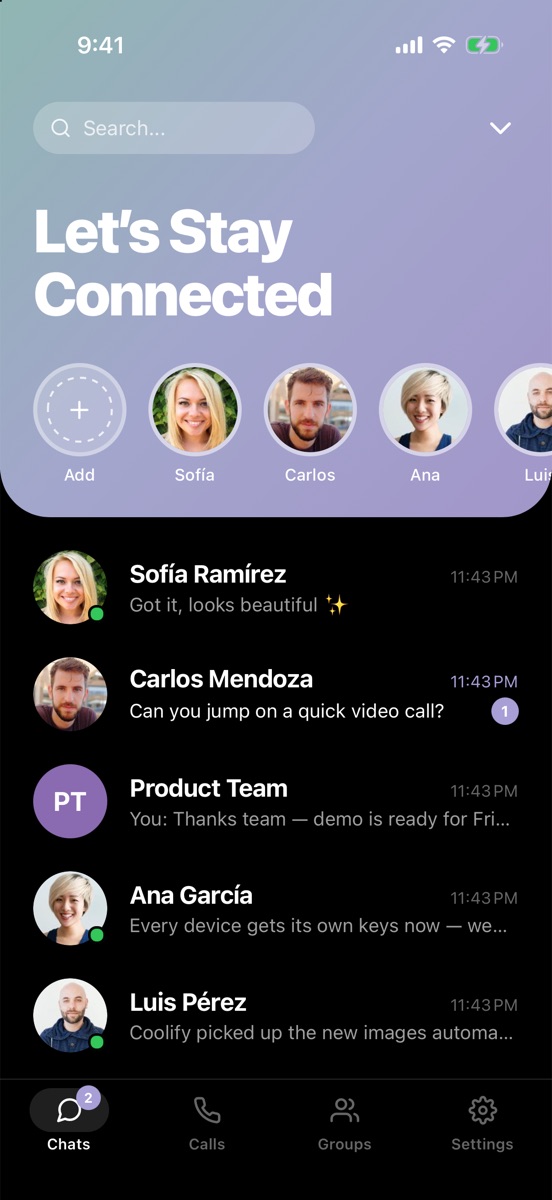 9:41
Search...
Let's Stay
Connected
Add
Sofía
Carlos
Ana
Luis
Sofía Ramírez
11:43 PM
Got it, looks beautiful ✨
Carlos Mendoza
11:43 PM
Can you jump on a quick video call?
1
PT
Product Team
11:43 PM
You: Thanks team — demo is ready for Fri...
Ana García
11:43 PM
Every device gets its own keys now — we...
Luis Pérez
11:43 PM
Coolify picked up the new images automa...
2
Chats
Calls
Groups
Settings